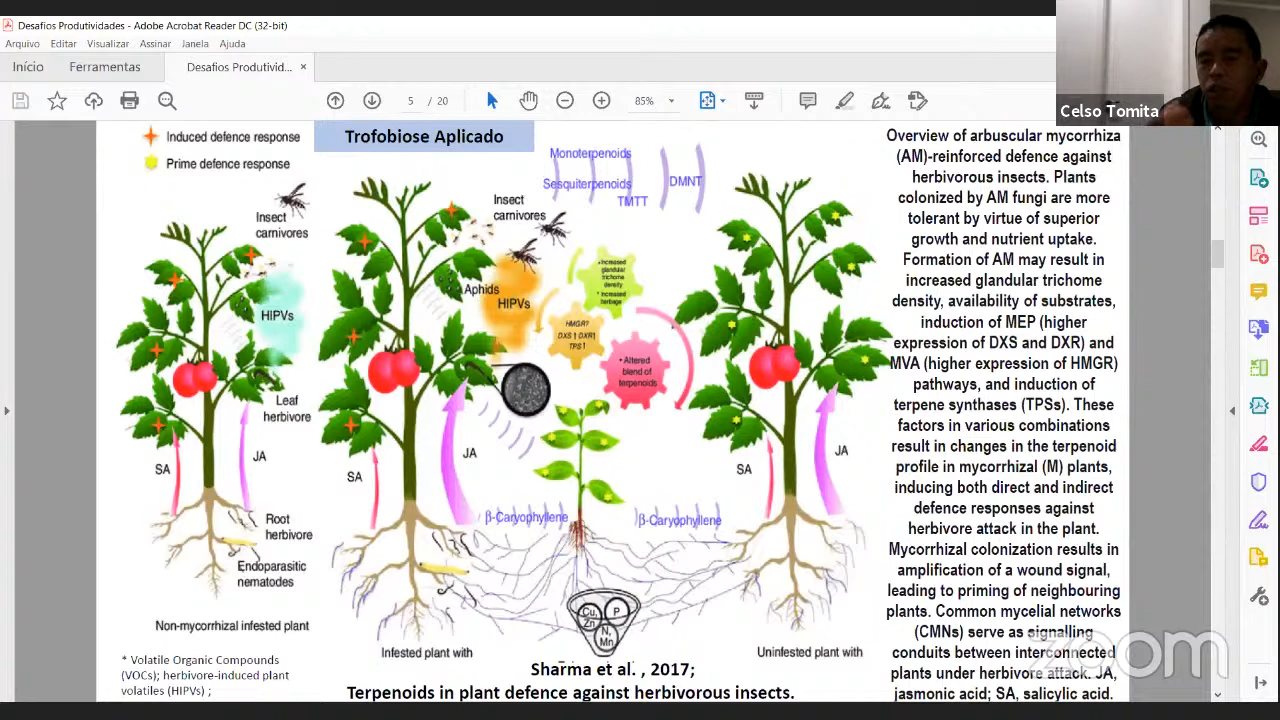 Desafios Produtividades - Adobe Acrobat Reader DC (32-bit)
Arquivo Editar Visualizar Assinar Janela Ajuda
Início Ferramentas Desafios Produtivid... ×
5 / 20 85%
Celso Tomita
Induced defence response
Prime defence response
Trofobiose Aplicado
Monoterpenoids
Sesquiterpenoids
DMNT
TMTT
Insect
carnivores
Insect
carnivores
HIPVs
Aphids
HIPVs
• Increased
glandular
trichome
density
• Increased
herbage
HMGR↑
DXS↑ DXR↑
TPS↑
• Altered
blend of
terpenoids
Leaf
herbivore
SA
JA
SA
JA
SA
JA
β-Caryophyllene
β-Caryophyllene
Root
herbivore
Endoparasitic
nematodes
Cu,
Zn
P
N,
Mn
Non-mycorrhizal infested plant
Infested plant with
Uninfested plant with
* Volatile Organic Compounds
(VOCs); herbivore-induced plant
volatiles (HIPVs) ;
Sharma et al. , 2017;
Terpenoids in plant defence against herbivorous insects.
Overview of arbuscular mycorrhiza
(AM)-reinforced defence against
herbivorous insects. Plants
colonized by AM fungi are more
tolerant by virtue of superior
growth and nutrient uptake.
Formation of AM may result in
increased glandular trichome
density, availability of substrates,
induction of MEP (higher
expression of DXS and DXR) and
MVA (higher expression of HMGR)
pathways, and induction of
terpene synthases (TPSs). These
factors in various combinations
result in changes in the terpenoid
profile in mycorrhizal (M) plants,
inducing both direct and indirect
defence responses against
herbivore attack in the plant.
Mycorrhizal colonization results in
amplification of a wound signal,
leading to priming of neighbouring
plants. Common mycelial networks
(CMNs) serve as signalling
conduits between interconnected
plants under herbivore attack. JA,
jasmonic acid; SA, salicylic acid.
zoom